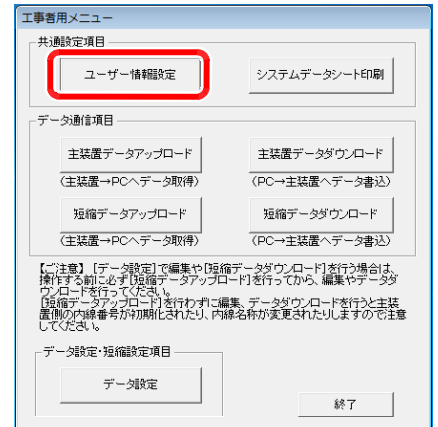 工事者用メニュー
共通設定項目
ユーザー情報設定
システムデータシート印刷
データ通信項目
主装置データアップロード
主装置データダウンロード
(主装置→PCへデータ取得)
(PC→主装置へデータ書込)
短縮データアップロード
短縮データダウンロード
(主装置→PCへデータ取得)
(PC→主装置へデータ書込)
【ご注意】 [データ設定]で編集や[短縮データダウンロード]を行う場合は、
操作する前に必ず[短縮データアップロード]を行ってから、編集やデータダ
ウンロードを行ってください。
[短縮データアップロード]を行わずに編集、データダウンロードを行うと主装
置側の内線番号が初期化されたり、内線名称が変更されたりしますので注意
してください。
データ設定・短縮設定項目
データ設定
終了